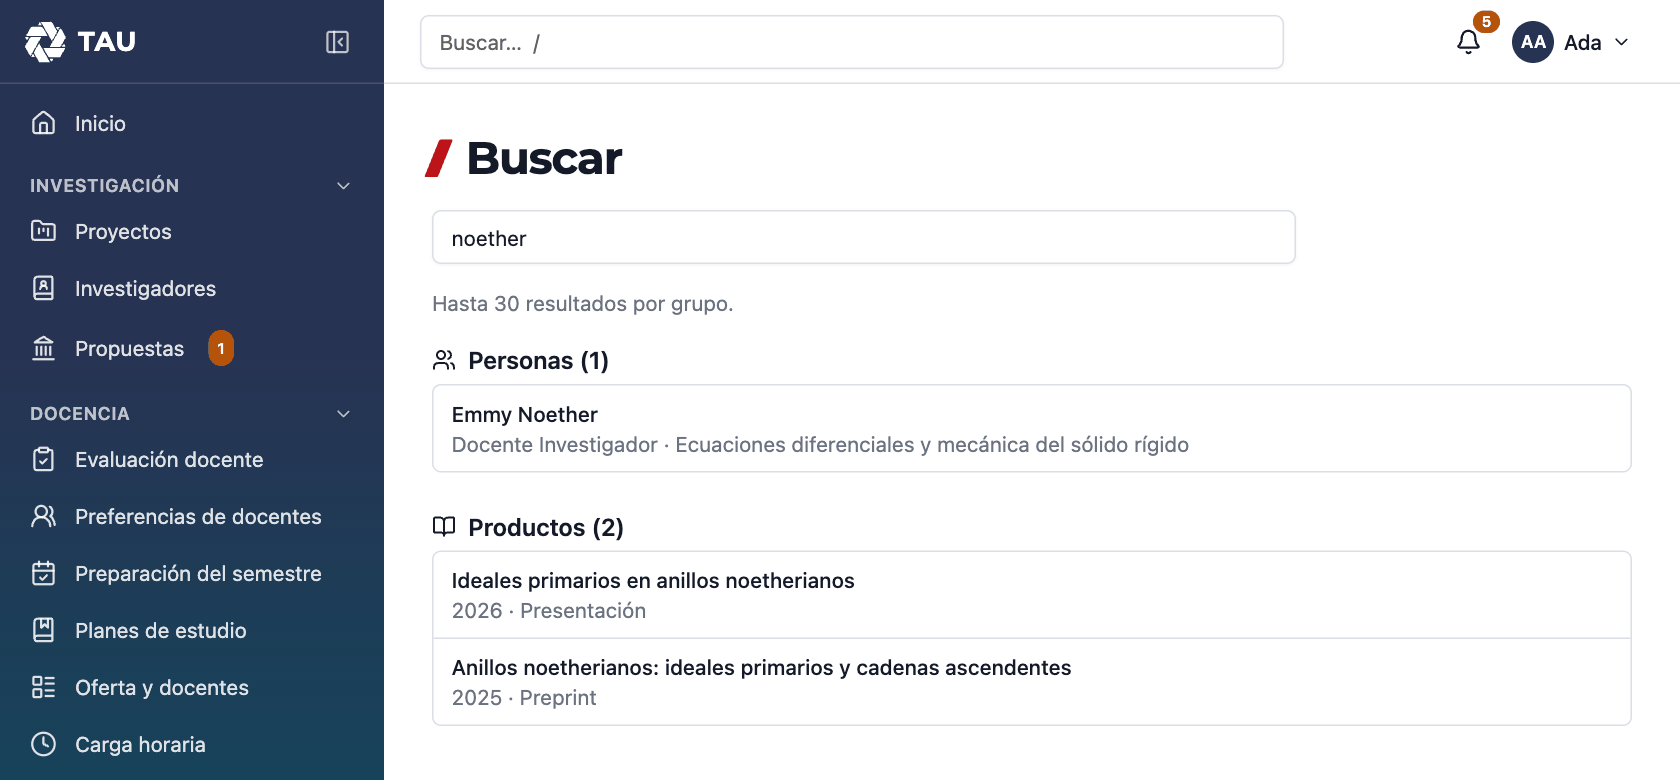 TAU
Buscar... /
5
AA
Ada
Inicio
INVESTIGACIÓN
Proyectos
Investigadores
Propuestas 1
DOCENCIA
Evaluación docente
Preferencias de docentes
Preparación del semestre
Planes de estudio
Oferta y docentes
Carga horaria
Buscar
noether
Hasta 30 resultados por grupo.
Personas (1)
Emmy Noether
Docente Investigador · Ecuaciones diferenciales y mecánica del sólido rígido
Productos (2)
Ideales primarios en anillos noetherianos
2026 · Presentación
Anillos noetherianos: ideales primarios y cadenas ascendentes
2025 · Preprint